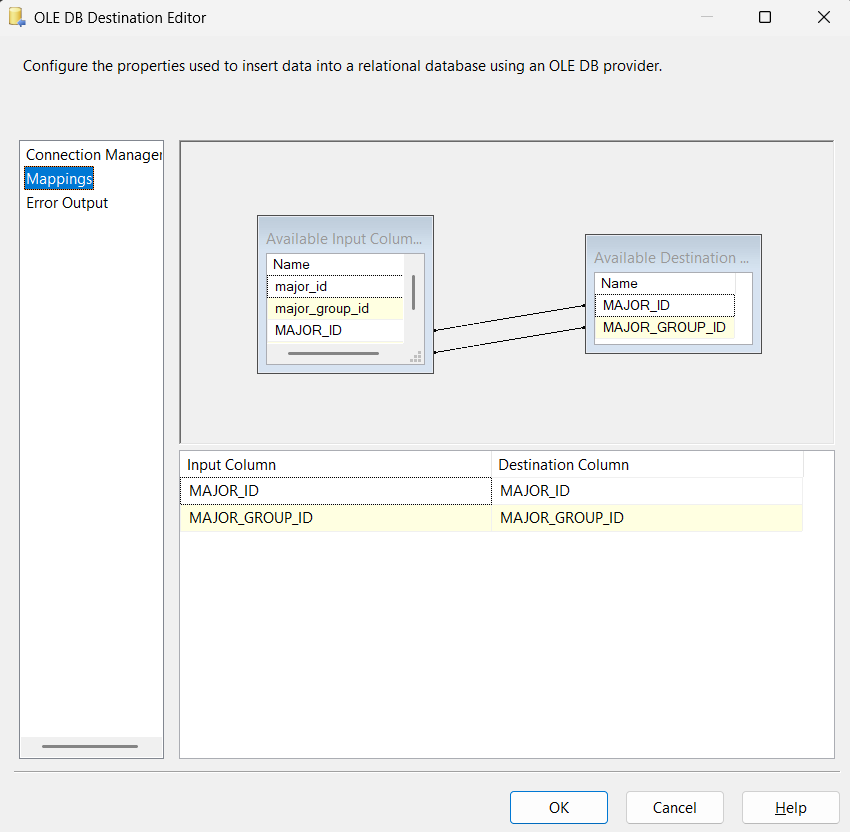 OLE DB Destination Editor
Configure the properties used to insert data into a relational database using an OLE DB provider.
Connection Manager
Mappings
Error Output
Available Input Colum...
Name
major_id
major_group_id
MAJOR_ID
Available Destination ...
Name
MAJOR_ID
MAJOR_GROUP_ID
Input Column Destination Column
MAJOR_ID MAJOR_ID
MAJOR_GROUP_ID MAJOR_GROUP_ID
OK Cancel Help